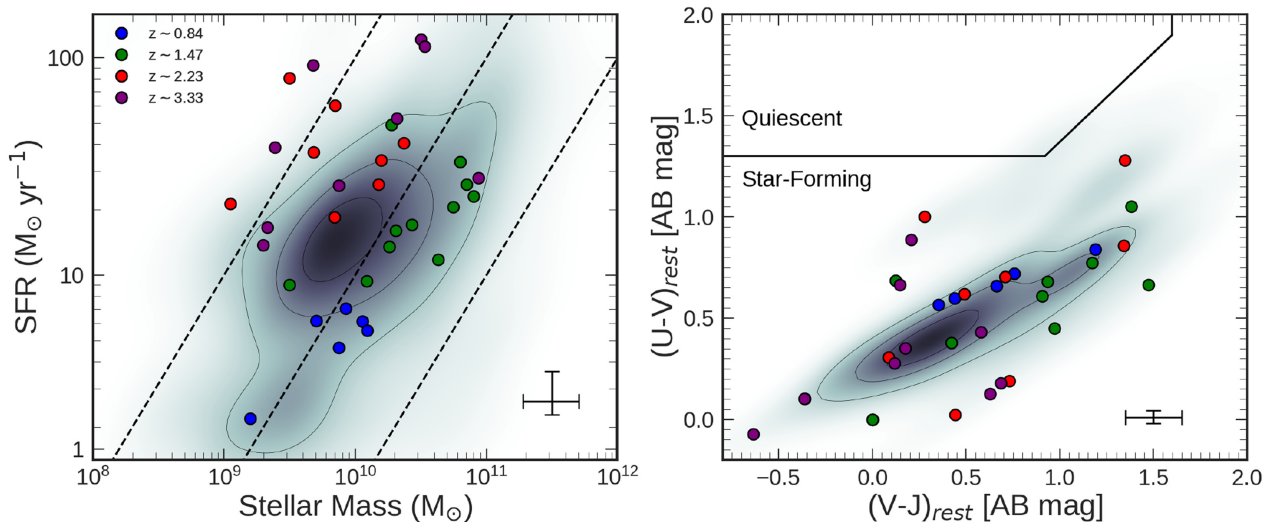 z ~ 0.84
z ~ 1.47
z ~ 2.23
z ~ 3.33
100
10
1
SFR (M⊙ yr⁻¹)
10⁸ 10⁹ 10¹⁰ 10¹¹ 10¹²
Stellar Mass (M⊙)
2.0
1.5
1.0
0.5
0.0
(U-V)rest [AB mag]
Quiescent
Star-Forming
−0.5 0.0 0.5 1.0 1.5 2.0
(V-J)rest [AB mag]